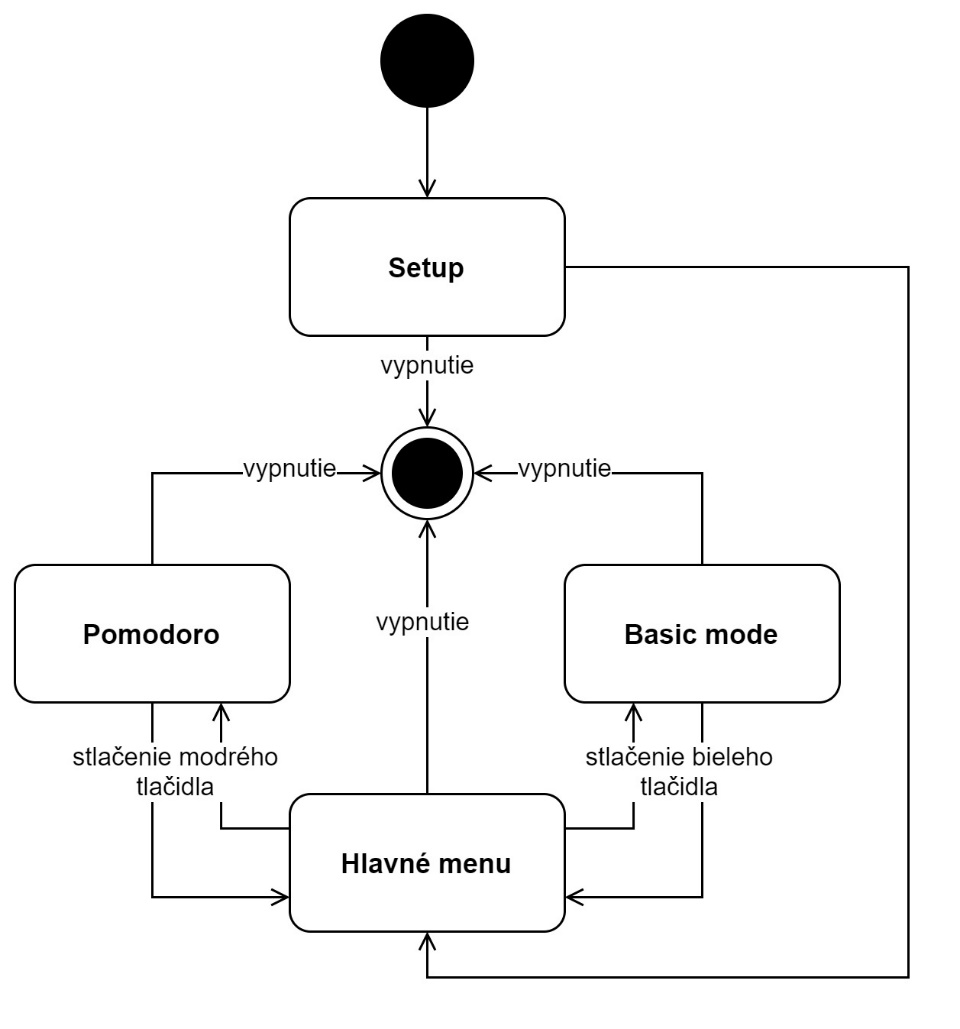 Setup
vypnutie
vypnutie
vypnutie
vypnutie
Pomodoro
Basic mode
stlačenie modrého
tlačidla
stlačenie bieleho
tlačidla
Hlavné menu